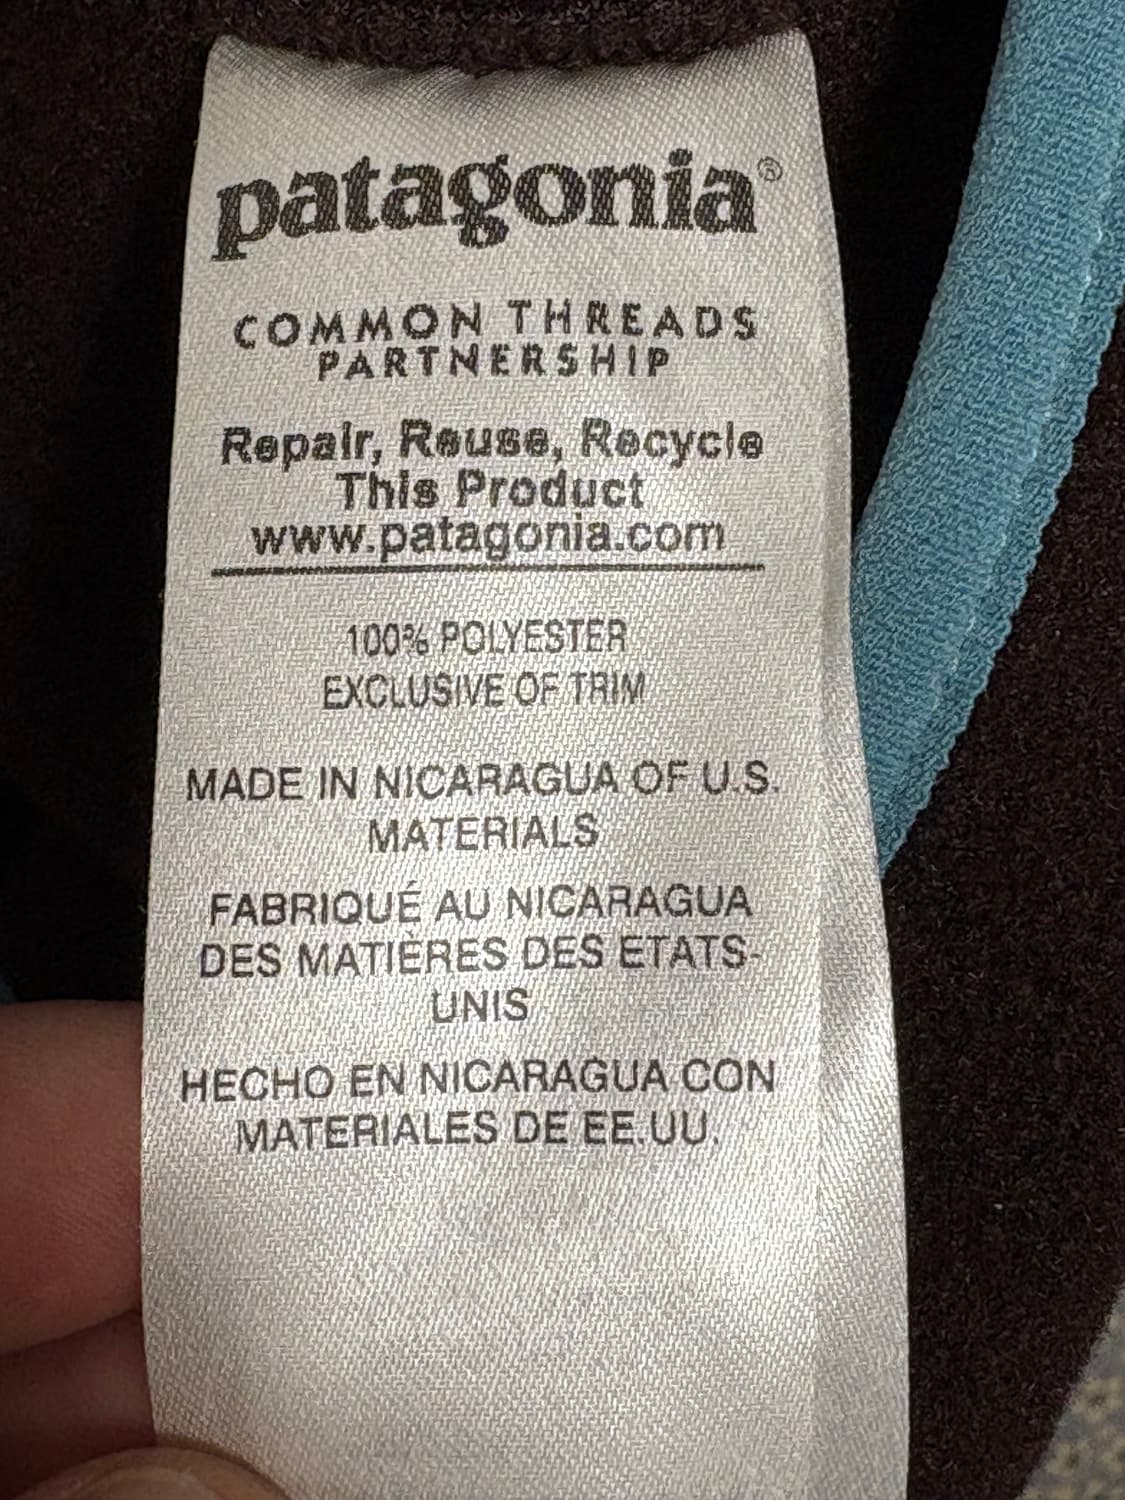 patagonia®
COMMON THREADS
PARTNERSHIP
Repair, Reuse, Recycle
This Product
www.patagonia.com
100% POLYESTER
EXCLUSIVE OF TRIM
MADE IN NICARAGUA OF U.S.
MATERIALS
FABRIQUÉ AU NICARAGUA
DES MATIÈRES DES ETATS-
UNIS
HECHO EN NICARAGUA CON
MATERIALES DE EE.UU.